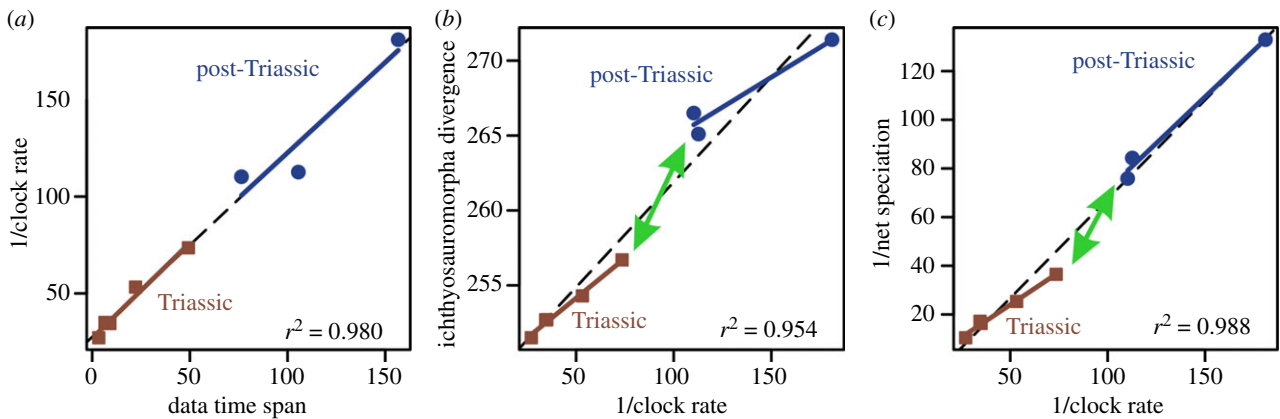 (a)
1/clock rate
150
100
50
post-Triassic
Triassic
r² = 0.980
0
50
100
150
data time span
(b)
ichthyosauromorpha divergence
270
265
260
255
post-Triassic
Triassic
r² = 0.954
50
100
150
1/clock rate
(c)
1/net speciation
120
100
80
60
40
20
post-Triassic
Triassic
r² = 0.988
50
100
150
1/clock rate